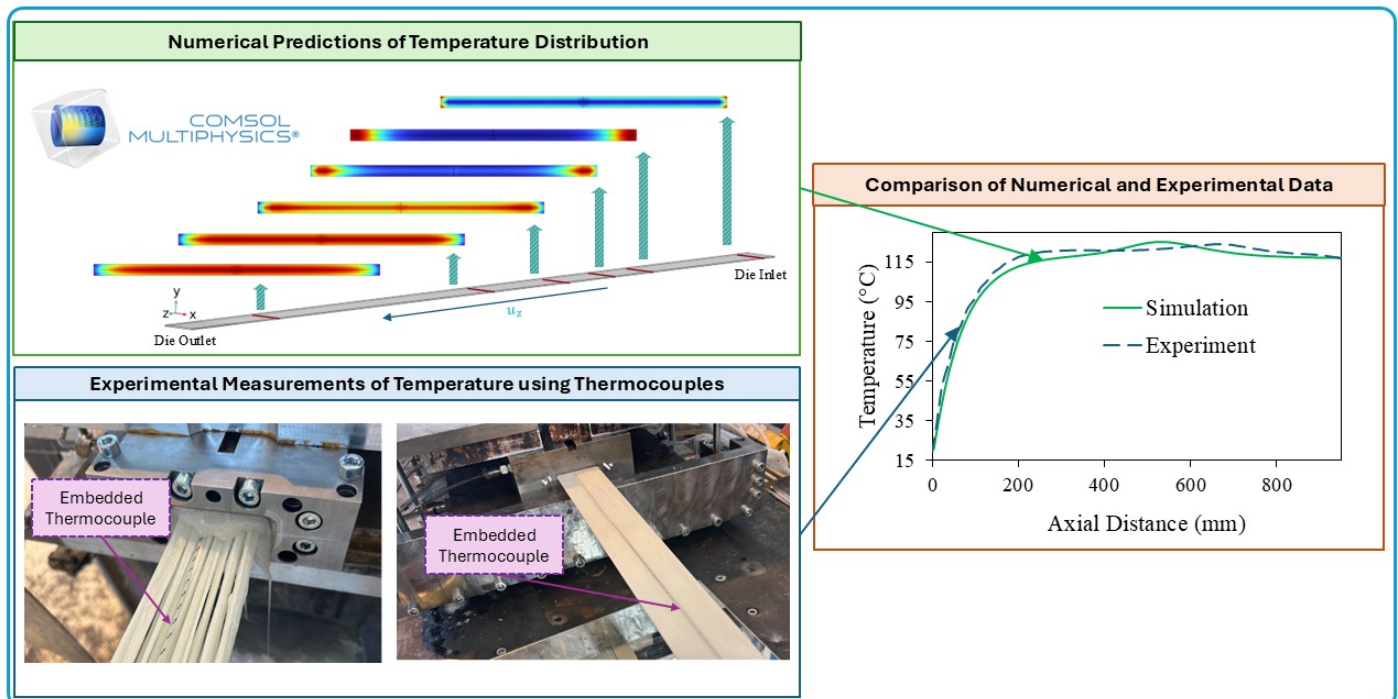 Numerical Predictions of Temperature Distribution
COMSOL
MULTIPHYSICS®
Die Inlet
y
z
x
u_z
Die Outlet
Experimental Measurements of Temperature using Thermocouples
Embedded
Thermocouple
Embedded
Thermocouple
Comparison of Numerical and Experimental Data
Temperature (°C)
115
95
75
55
35
15
Simulation
Experiment
0
200
400
600
800
Axial Distance (mm)